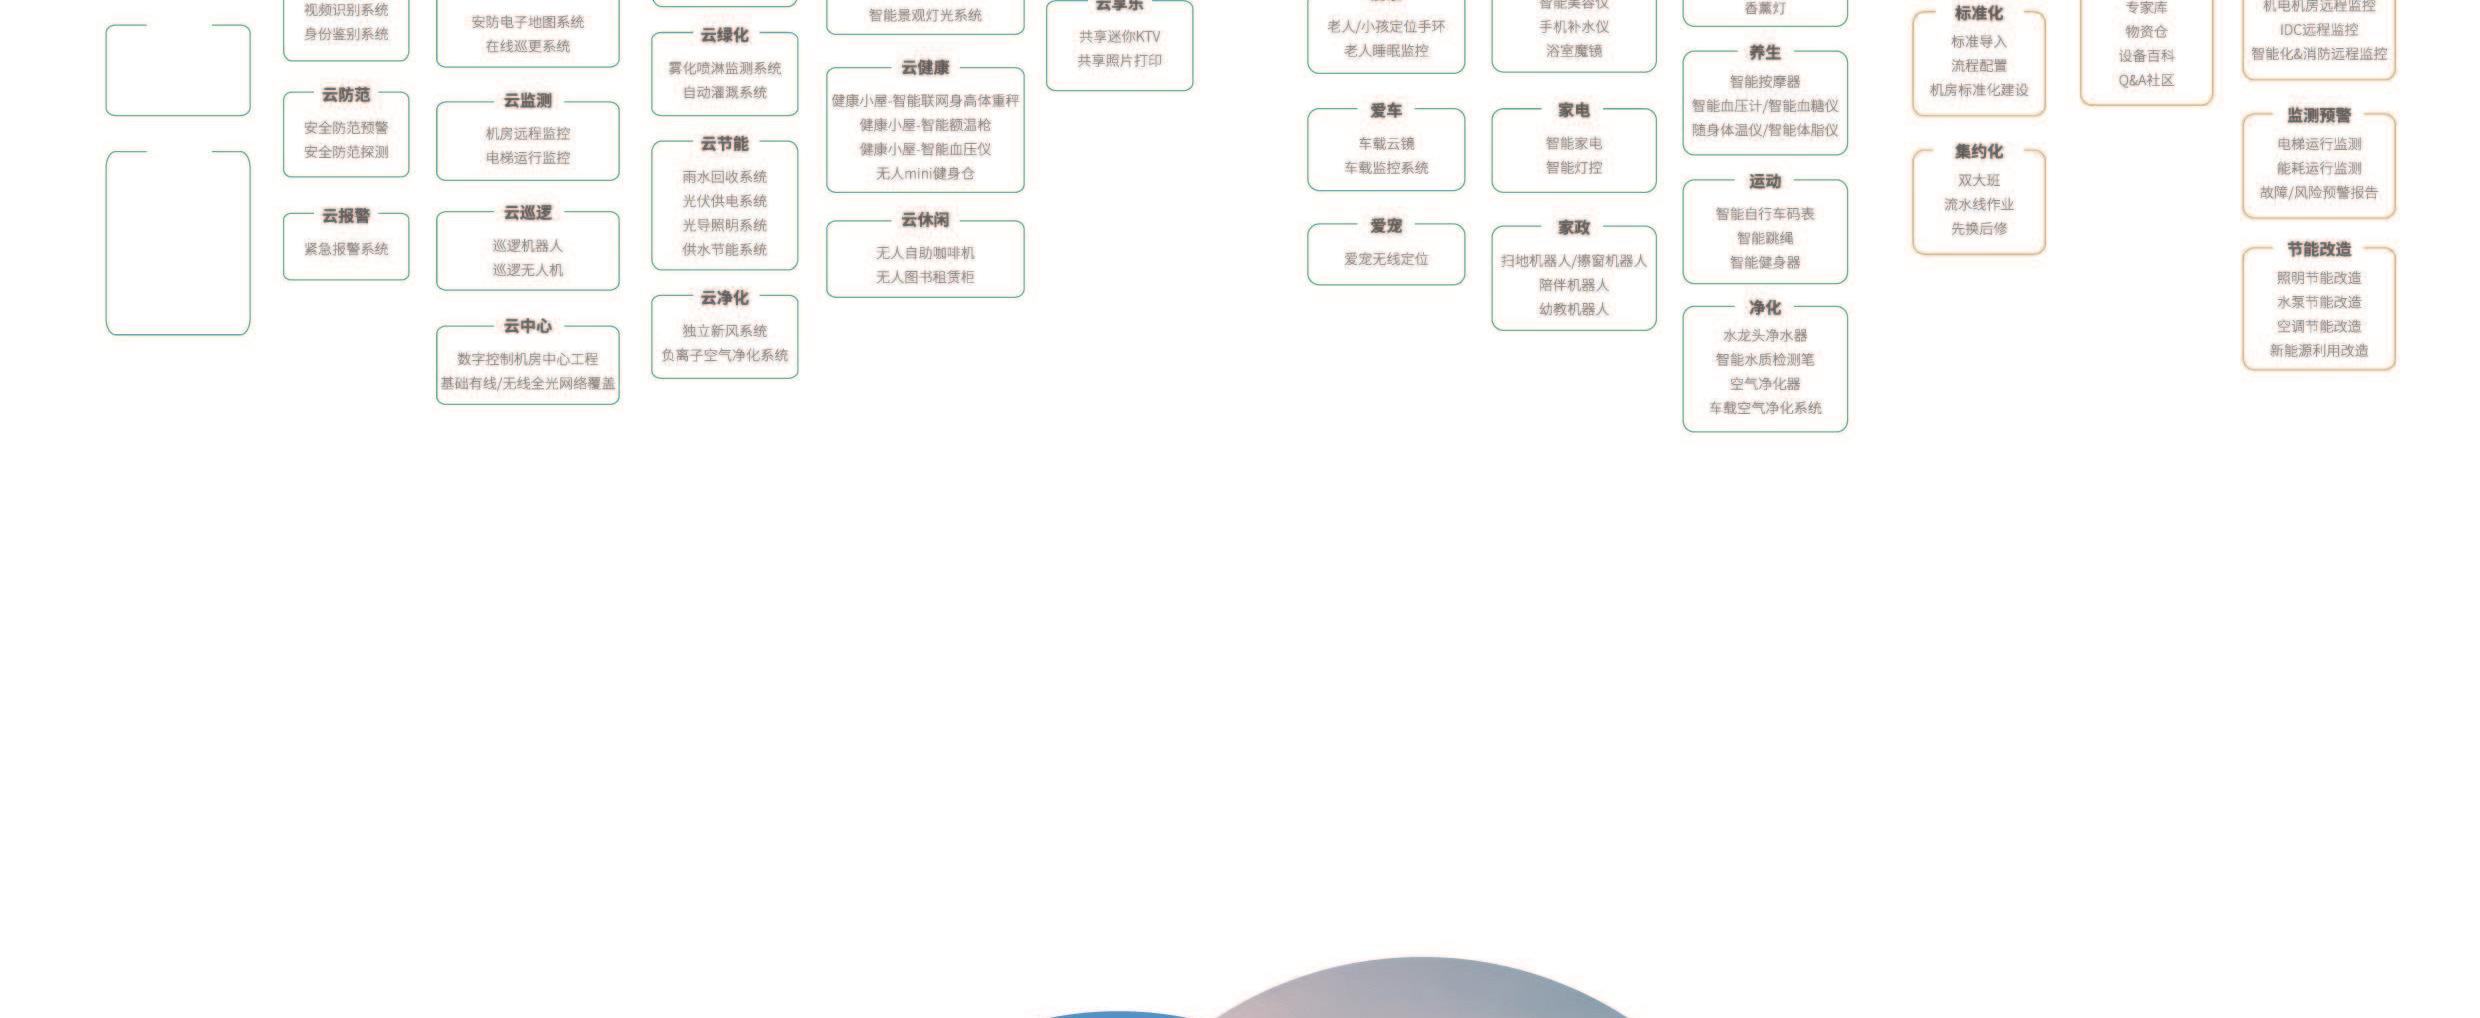 视频识别系统
身份鉴别系统
云防范
安全防范预警
安全防范探测
云报警
紧急报警系统
安防电子地图系统
在线巡更系统
云监测
机房远程监控
电梯运行监控
云巡逻
巡逻机器人
巡逻无人机
云中心
数字控制机房中心工程
基础有线/无线全光网络覆盖
云绿化
雾化喷淋监测系统
自动灌溉系统
云节能
雨水回收系统
光伏供电系统
光导照明系统
供水节能系统
云净化
独立新风系统
负离子空气净化系统
智能景观灯光系统
云健康
健康小屋-智能联网身高体重秤
健康小屋-智能额温枪
健康小屋-智能血压仪
无人mini健身仓
云休闲
无人自助咖啡机
无人图书租赁柜
云享乐
共享迷你KTV
共享照片打印
老人/小孩定位手环
老人睡眠监控
爱车
车载云镜
车载监控系统
爱宠
爱宠无线定位
智能美容仪
手机补水仪
浴室魔镜
家电
智能家电
智能灯控
家政
扫地机器人/擦窗机器人
陪伴机器人
幼教机器人
香薰灯
养生
智能按摩器
智能血压计/智能血糖仪
随身体温仪/智能体脂仪
运动
智能自行车码表
智能跳绳
智能健身器
净化
水龙头净水器
智能水质检测笔
空气净化器
车载空气净化系统
标准化
标准导入
流程配置
机房标准化建设
集约化
双大班
流水线作业
先换后修
专家库
物资仓
设备百科
Q&A社区
机电机房远程监控
IDC远程监控
智能化&消防远程监控
监测预警
电梯运行监测
能耗运行监测
故障/风险预警报告
节能改造
照明节能改造
水泵节能改造
空调节能改造
新能源利用改造